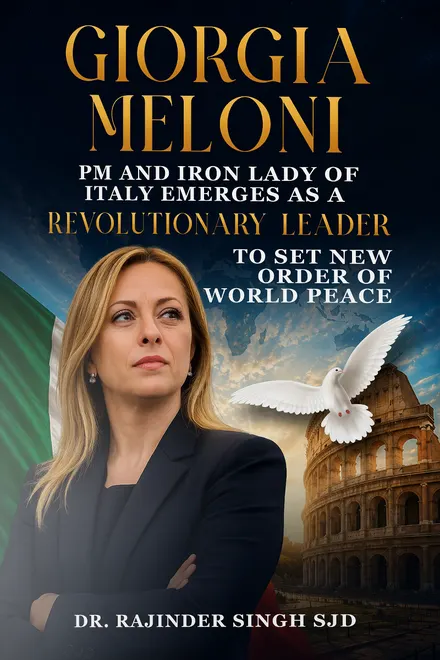 GIORGIA
MELONI
PM AND IRON LADY OF
ITALY EMERGES AS A
REVOLUTIONARY LEADER
TO SET NEW
ORDER OF
WORLD PEACE
DR. RAJINDER SINGH SJD